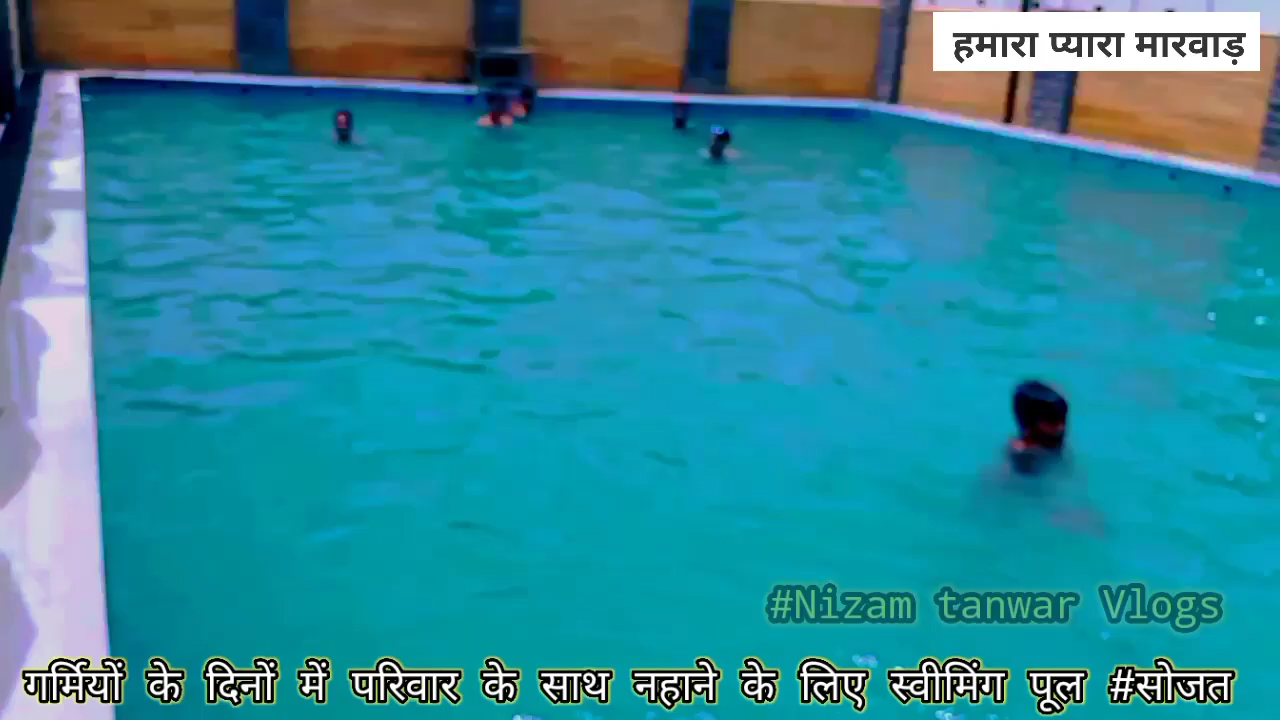 हमारा प्यारा मारवाड़
#Nizam tanwar Vlogs
गर्मियों के दिनों में परिवार के साथ नहाने के लिए स्वीमिंग पूल #सोजत